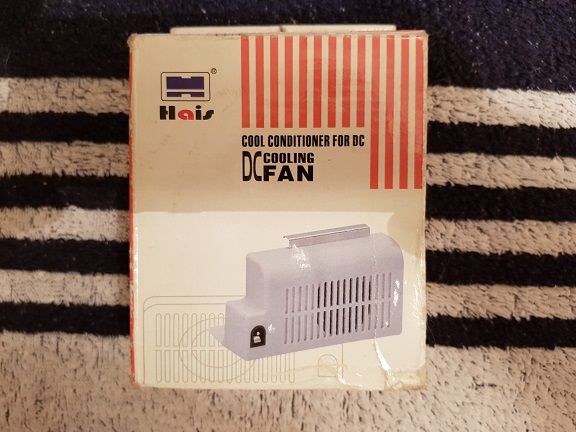 H
®
Hais
COOL CONDITIONER FOR DC
DC COOLING
FAN